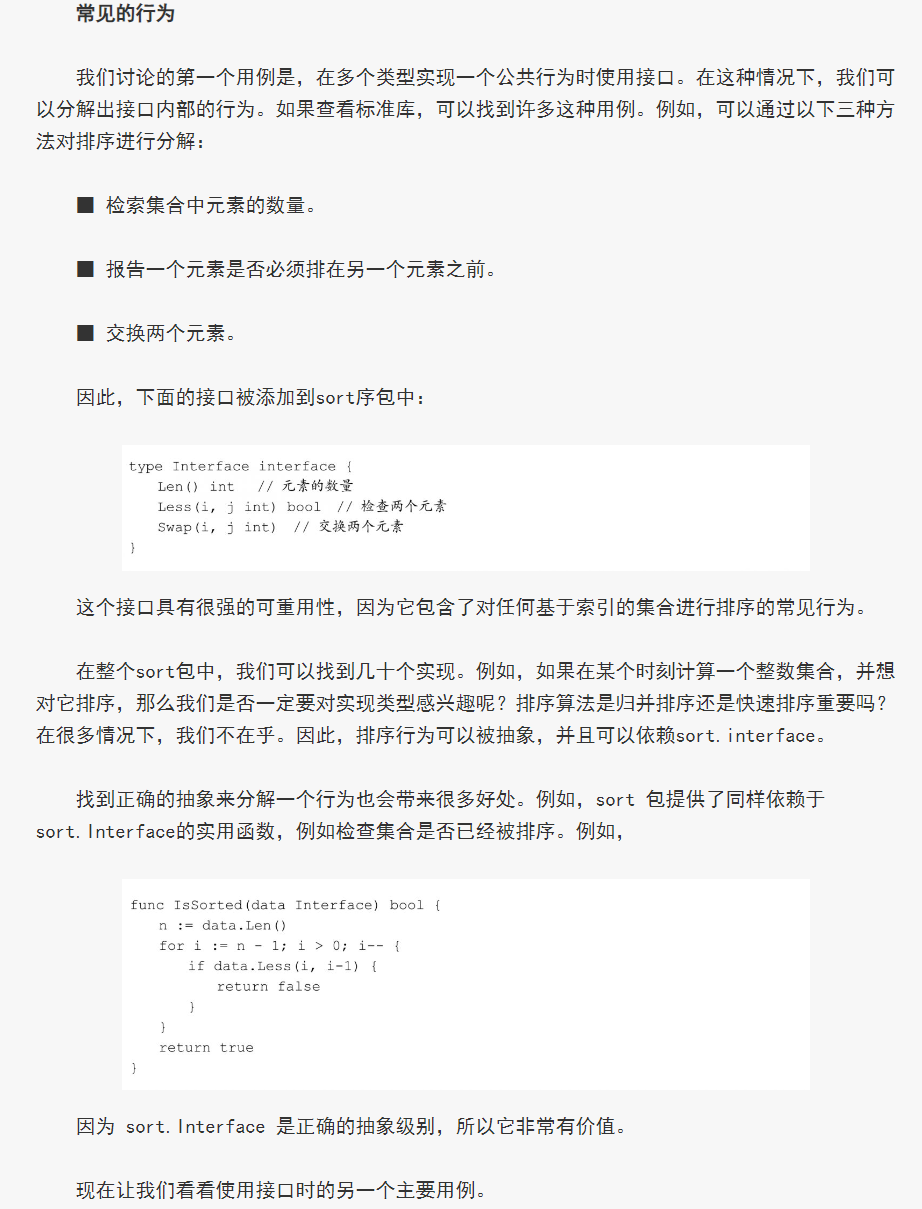 常见的行为
我们讨论的第一个用例是，在多个类型实现一个公共行为时使用接口。在这种情况下，我们可
以分解出接口内部的行为。如果查看标准库，可以找到许多这种用例。例如，可以通过以下三种方
法对排序进行分解：
■ 检索集合中元素的数量。
■ 报告一个元素是否必须排在另一个元素之前。
■ 交换两个元素。
因此，下面的接口被添加到sort序包中：
type Interface interface {
Len() int // 元素的数量
Less(i, j int) bool // 检查两个元素
Swap(i, j int) // 交换两个元素
}
这个接口具有很强的可重用性，因为它包含了对任何基于索引的集合进行排序的常见行为。
在整个sort包中，我们可以找到几十个实现。例如，如果在某个时刻计算一个整数集合，并想
对它排序，那么我们是否一定要对实现类型感兴趣呢？排序算法是归并排序还是快速排序重要吗？
在很多情况下，我们不在乎。因此，排序行为可以被抽象，并且可以依赖sort.interface。
找到正确的抽象来分解一个行为也会带来很多好处。例如，sort 包提供了同样依赖于
sort.Interface的实用函数，例如检查集合是否已经被排序。例如，
func IsSorted(data Interface) bool {
n := data.Len()
for i := n - 1; i > 0; i-- {
if data.Less(i, i-1) {
return false
}
}
return true
}
因为 sort.Interface 是正确的抽象级别，所以它非常有价值。
现在让我们看看使用接口时的另一个主要用例。